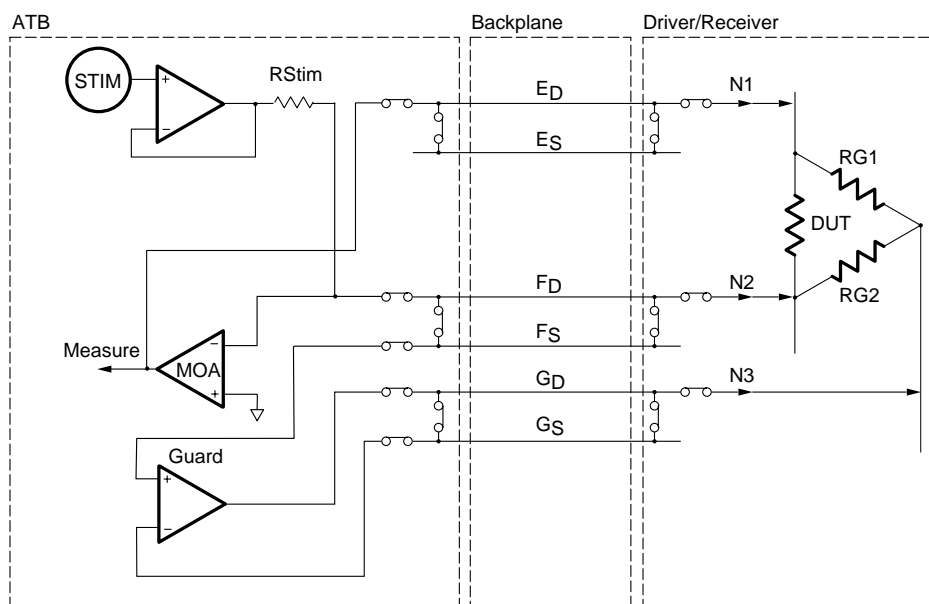 ATB
Backplane
Driver/Receiver
STIM
+
−
RStim
ED
N1
ES
RG1
DUT
FD
N2
RG2
FS
Measure
−
MOA
+
GD
N3
GS
Guard
+
−